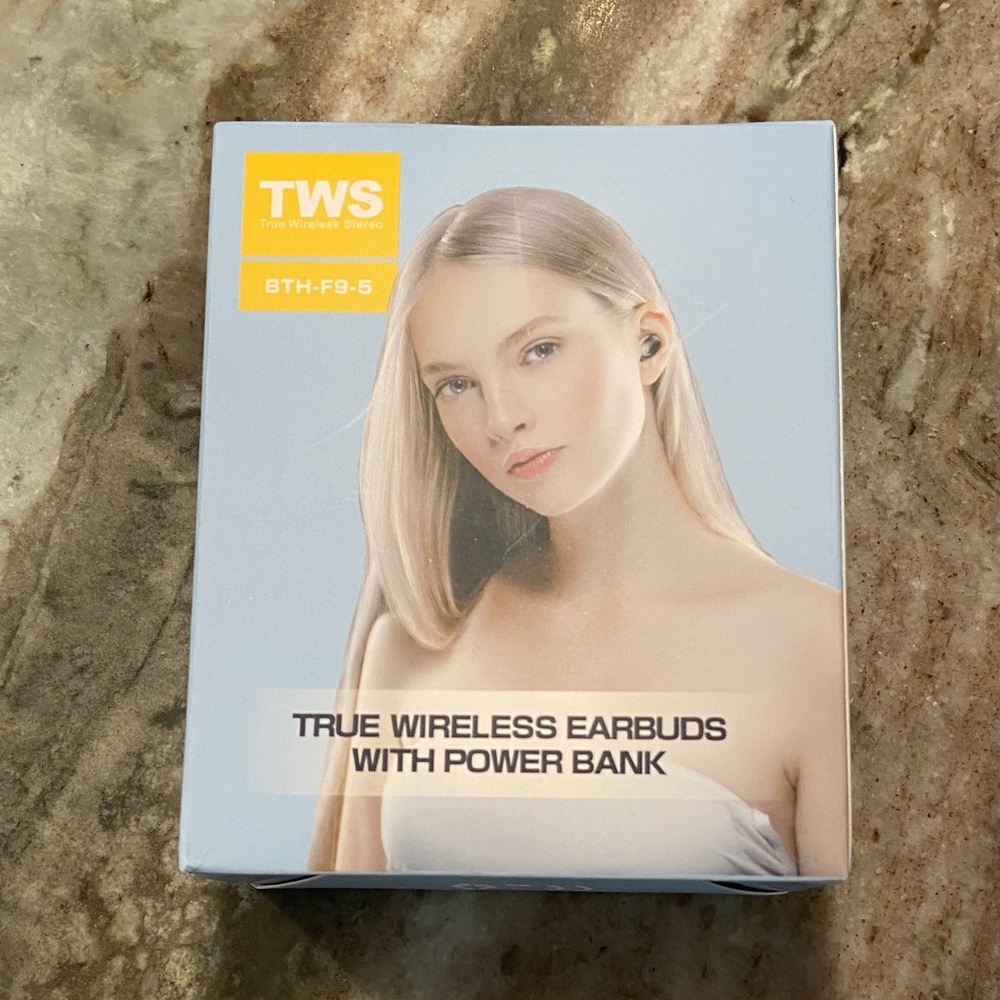 TWS
True Wireless Stereo
BTH-F9-5
TRUE WIRELESS EARBUDS
WITH POWER BANK